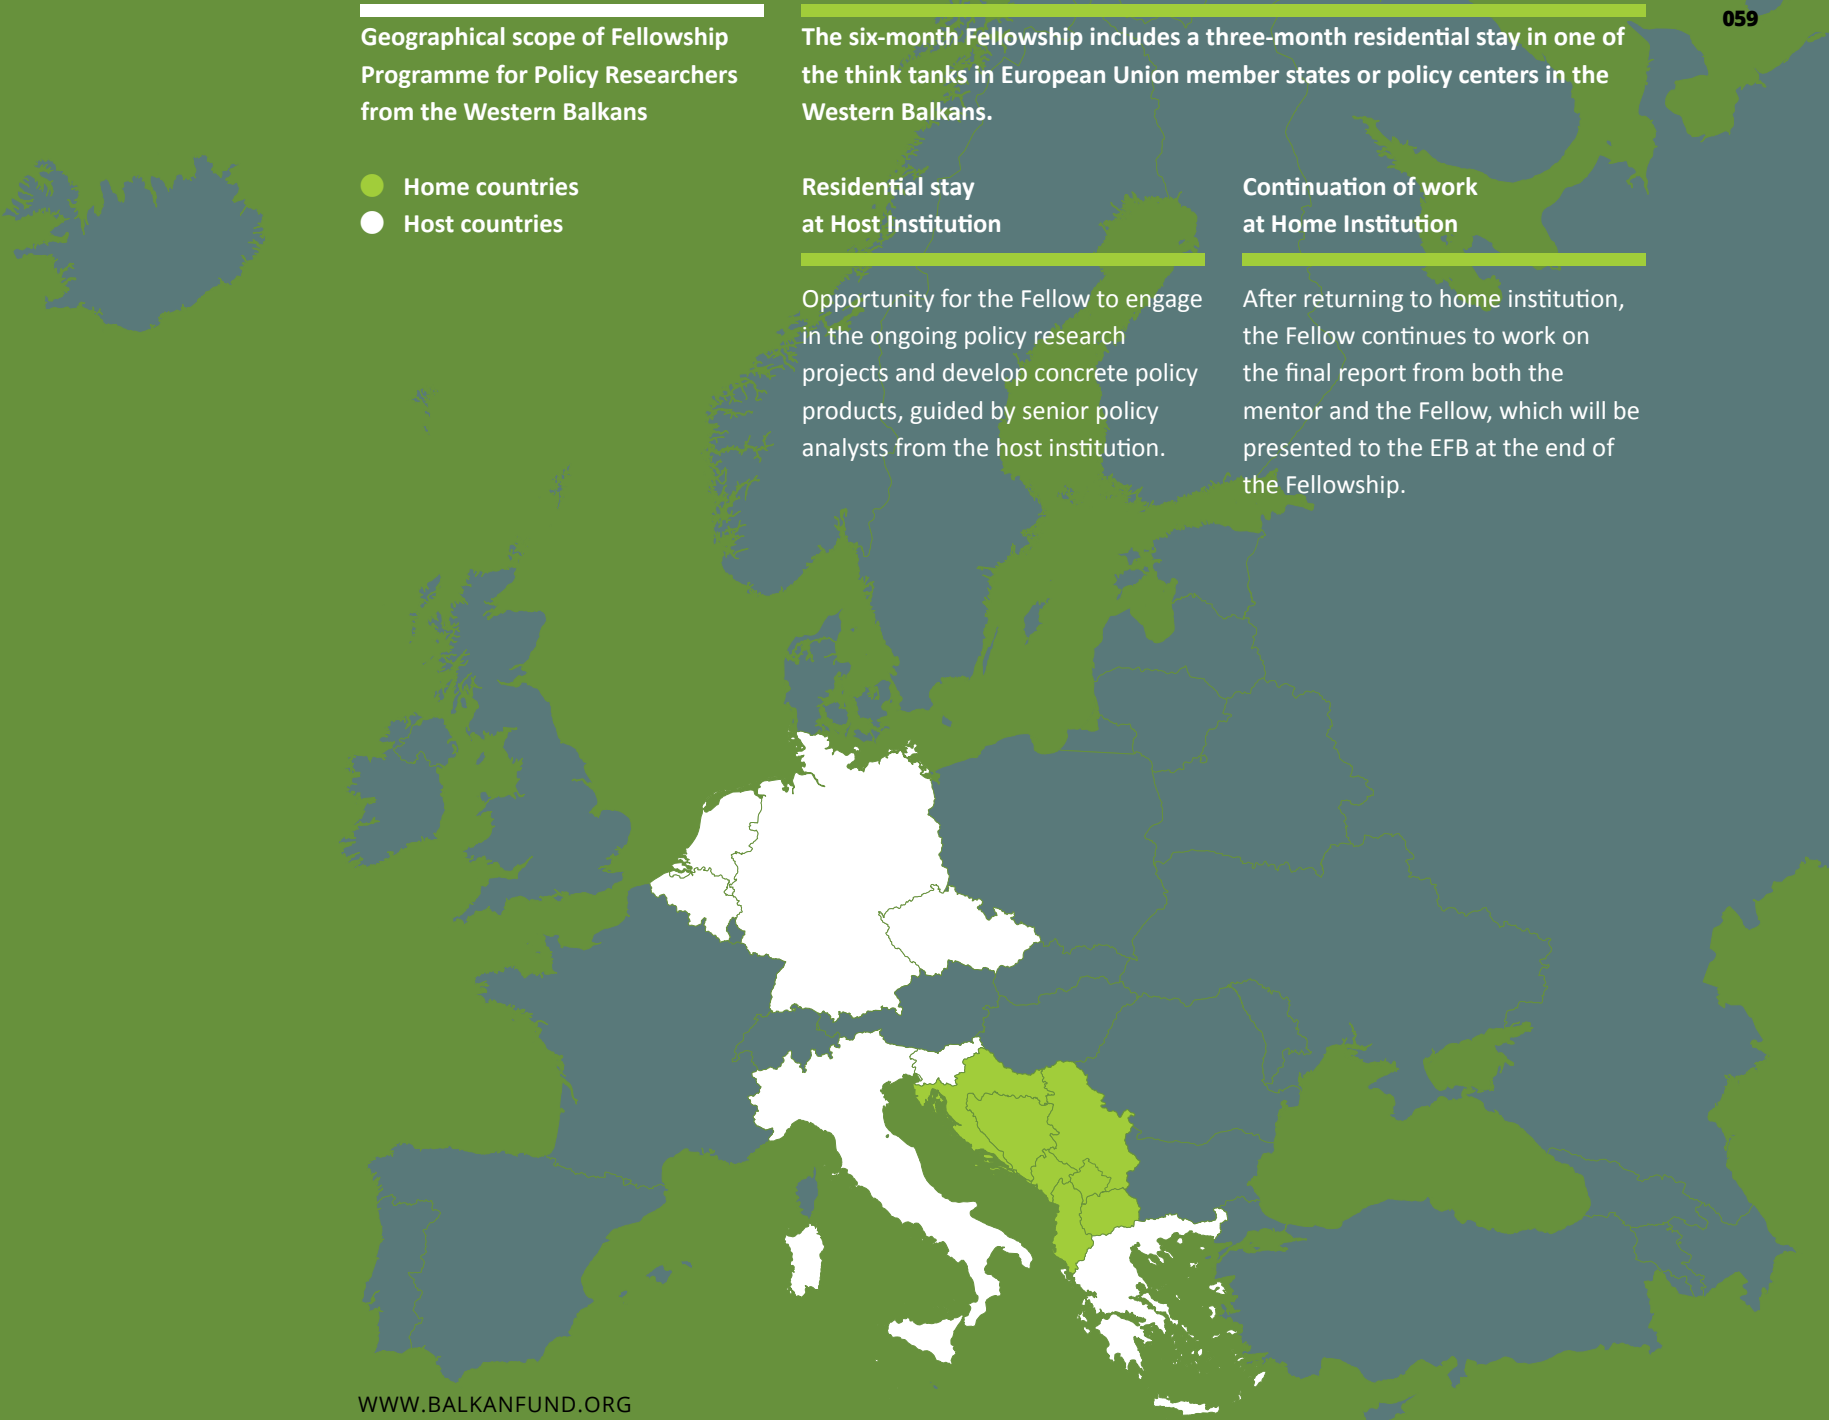 059
Geographical scope of Fellowship
Programme for Policy Researchers
from the Western Balkans
Home countries
Host countries
The six-month Fellowship includes a three-month residential stay in one of
the think tanks in European Union member states or policy centers in the
Western Balkans.
Residential stay
at Host Institution
Opportunity for the Fellow to engage
in the ongoing policy research
projects and develop concrete policy
products, guided by senior policy
analysts from the host institution.
Continuation of work
at Home Institution
After returning to home institution,
the Fellow continues to work on
the final report from both the
mentor and the Fellow, which will be
presented to the EFB at the end of
the Fellowship.
WWW.BALKANFUND.ORG